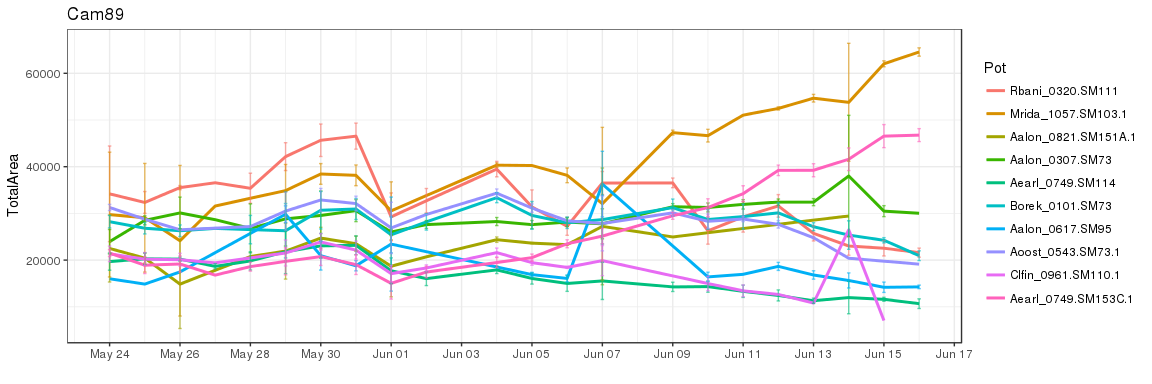 Cam89
TotalArea
60000
40000
20000
May 24
May 26
May 28
May 30
Jun 01
Jun 03
Jun 05
Jun 07
Jun 09
Jun 11
Jun 13
Jun 15
Jun 17
Pot
Rbani_0320.SM111
Mrida_1057.SM103.1
Aalon_0821.SM151A.1
Aalon_0307.SM73
Aearl_0749.SM114
Borek_0101.SM73
Aalon_0617.SM95
Aoost_0543.SM73.1
Clfin_0961.SM110.1
Aearl_0749.SM153C.1